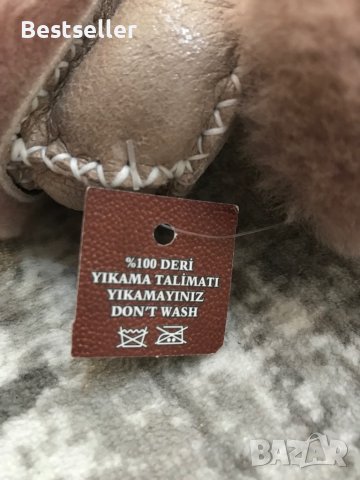 Bestseller
%100 DERİ
YIKAMA TALİMATI
YIKAMAYINIZ
DON'T WASH
BAZAR